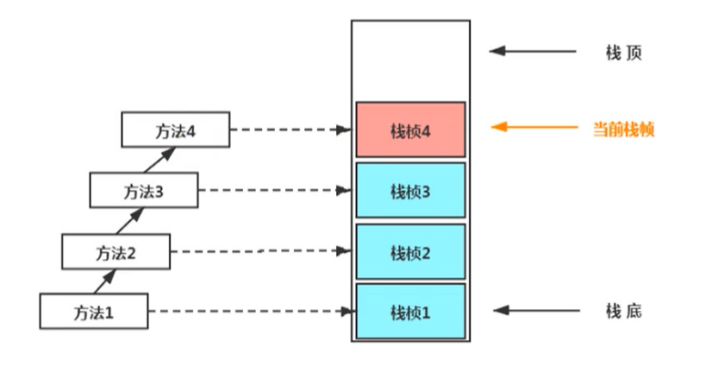 栈 顶
方法4
栈桢4
当前栈帧
方法3
栈桢3
方法2
栈桢2
方法1
栈桢1
栈 底